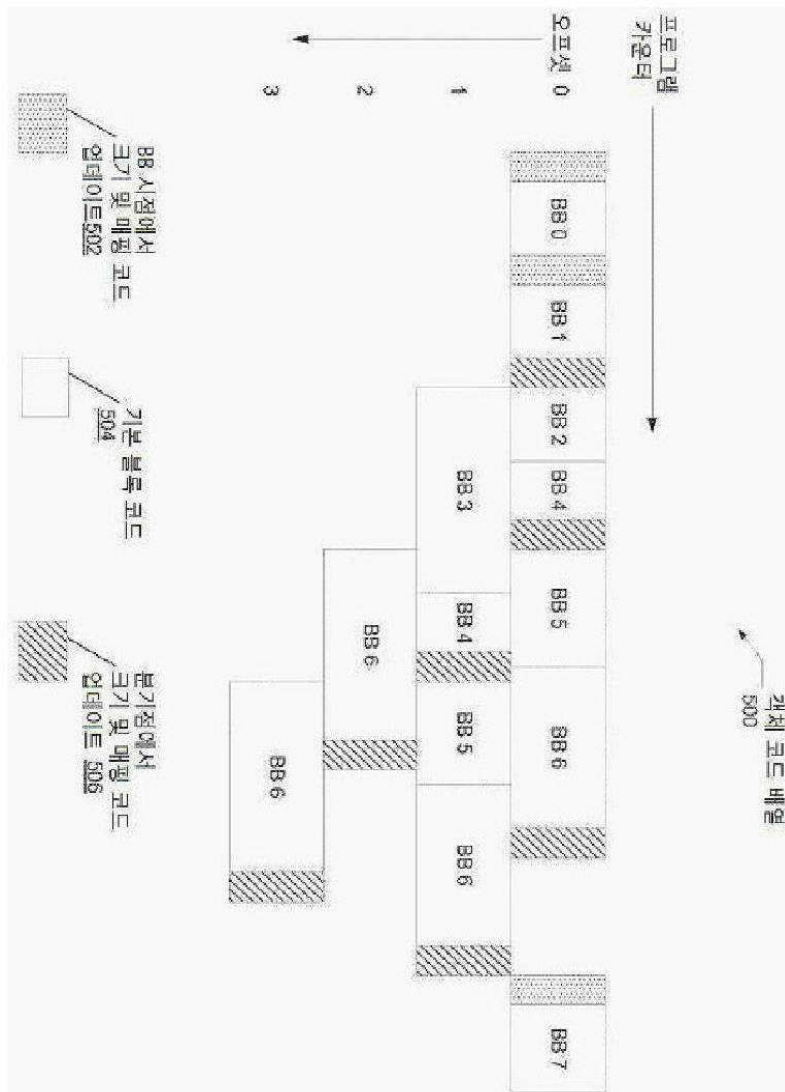 객체 코드 배열
500
프로그램
카운터
오프셋 0 BB 0 BB 1 BB 2 BB 4 BB 5 BB 6 BB 7
1 BB 3 BB 4 BB 5 BB 6
2 BB 6
3 BB 6
BB 시점에서
크기 및 매핑 코드
업데이트 502
기본 블록 코드
504
분기점에서
크기 및 매핑 코드
업데이트 506